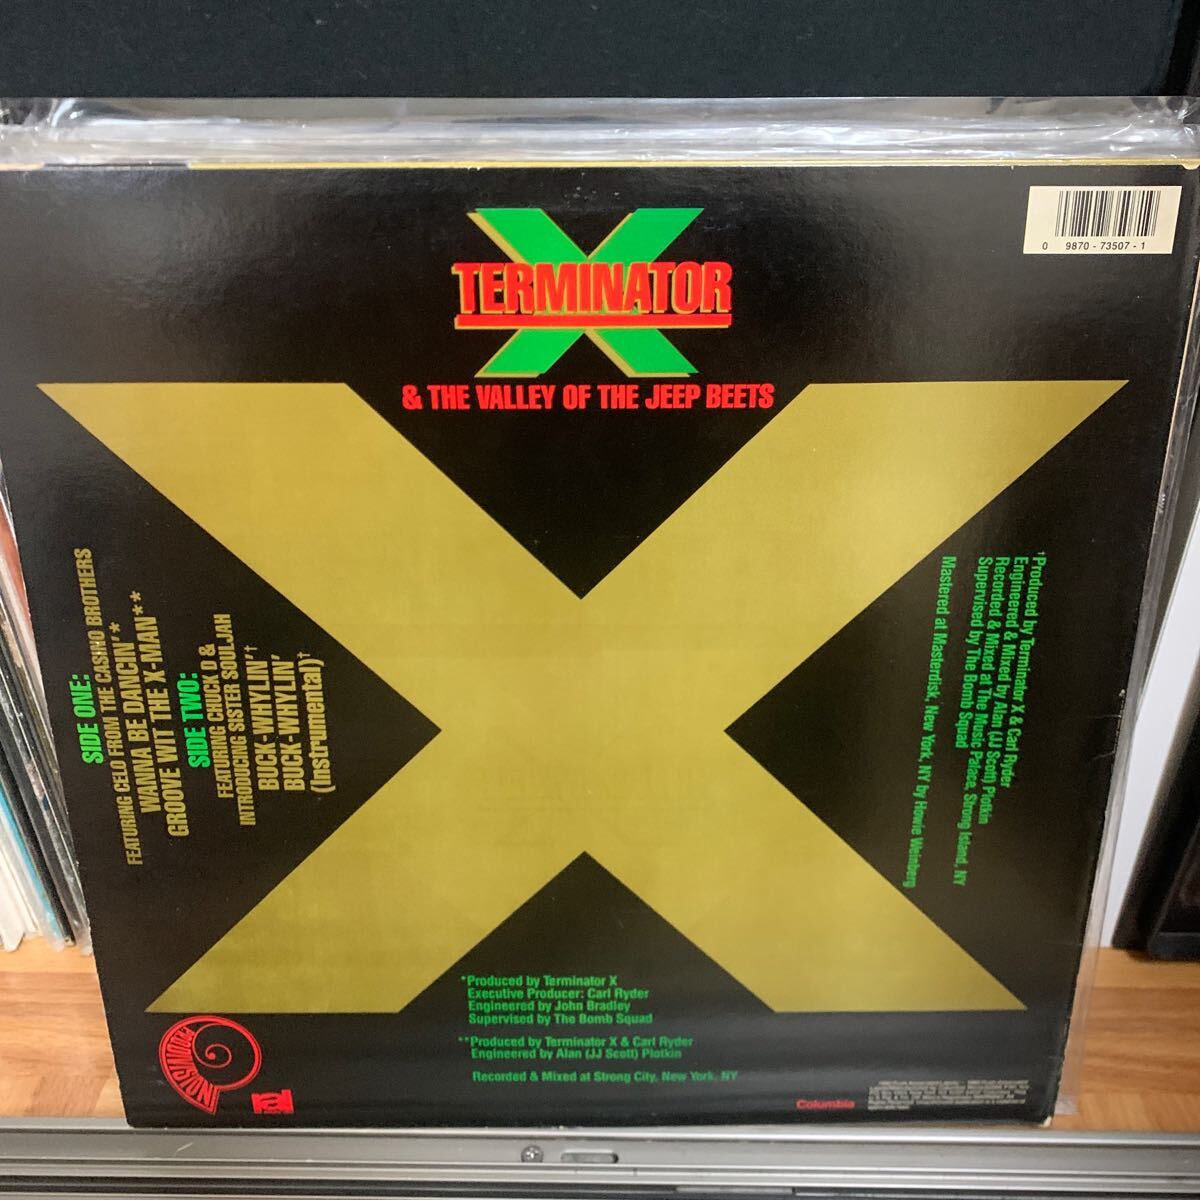 X
TERMINATOR
& THE VALLEY OF THE JEEP BEETS
0 9870 - 73507 - 1
SIDE ONE:
FEATURING CELO FROM THE CASINO BROTHERS
WANNA BE DANCIN'*
GROOVE WIT THE X-MAN**
SIDE TWO:
FEATURING CHUCK D &
INTRODUCING SISTER SOULJAH
BUCK-WHYLIN'†
BUCK-WHYLIN'
(Instrumental)†
†Produced by Terminator X & Carl Ryder
Engineered & Mixed by Alan (JJ Scott) Plotkin
Recorded & Mixed at The Music Palace, Strong Island, NY
Supervised by The Bomb Squad
Mastered at Masterdisk, New York, NY by Howie Weinberg
*Produced by Terminator X
Executive Producer: Carl Ryder
Engineered by John Bradley
Supervised by The Bomb Squad
**Produced by Terminator X & Carl Ryder
Engineered by Alan (JJ Scott) Plotkin
Recorded & Mixed at Strong City, New York, NY
Columbia